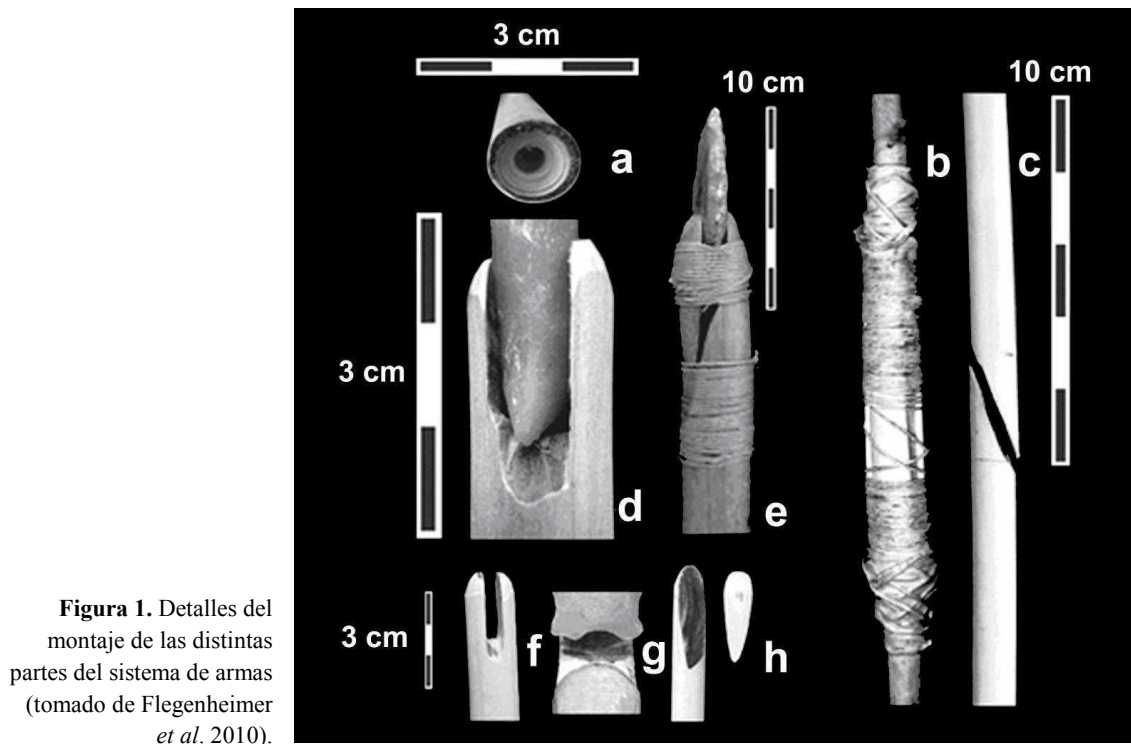 3 cm
10 cm
10 cm
a
b
c
3 cm
d
e
3 cm
f
g
h
Figura 1. Detalles del
montaje de las distintas
partes del sistema de armas
(tomado de Flegenheimer
et al. 2010).